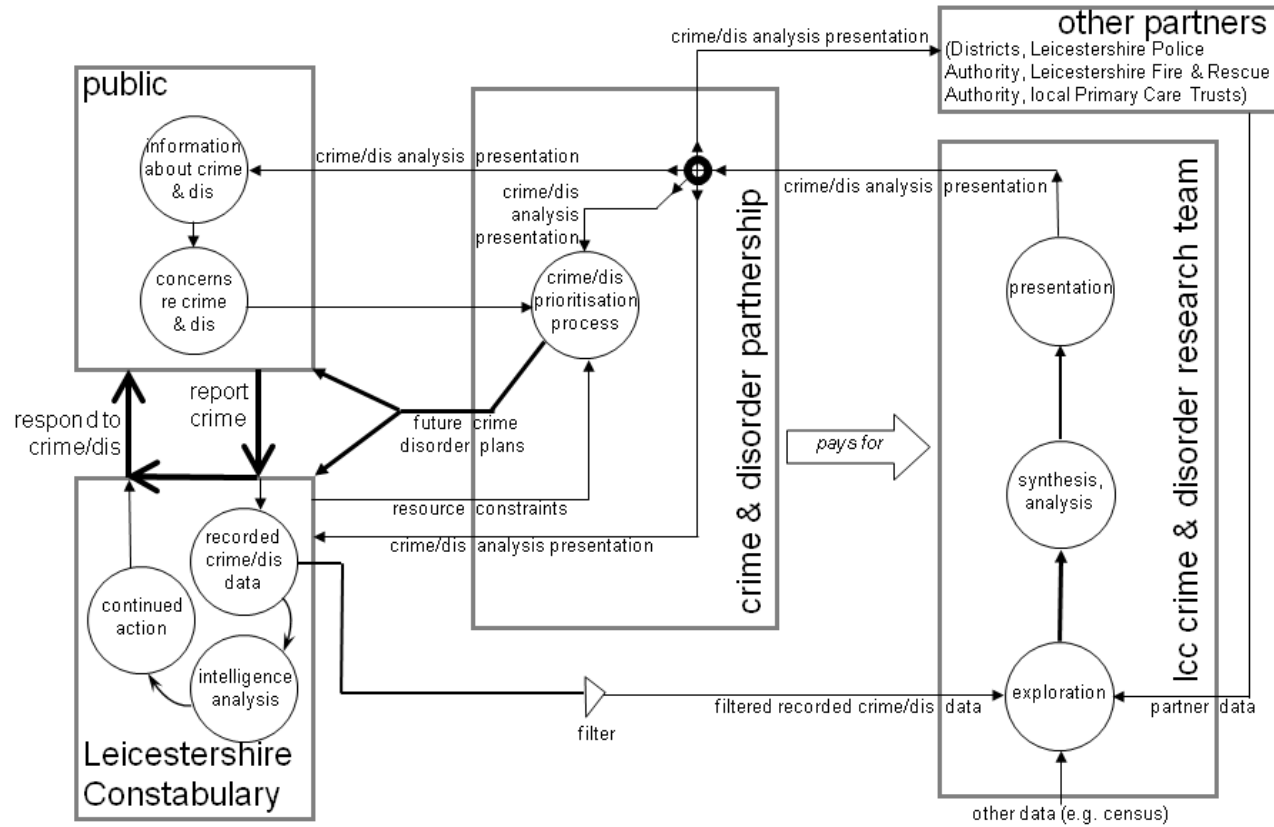 other partners
(Districts, Leicestershire Police
Authority, Leicestershire Fire & Rescue
Authority, local Primary Care Trusts)
crime/dis analysis presentation
public
information
about crime
& dis
concerns
re crime
& dis
crime/dis analysis presentation
crime/dis
analysis
presentation
crime/dis
prioritisation
process
crime & disorder partnership
crime/dis analysis presentation
presentation
synthesis,
analysis
exploration
lcc crime & disorder research team
pays for
respond to
crime/dis
report
crime
future crime
disorder plans
resource constraints
crime/dis analysis presentation
recorded
crime/dis
data
continued
action
intelligence
analysis
Leicestershire
Constabulary
filter
filtered recorded crime/dis data
partner data
other data (e.g. census)